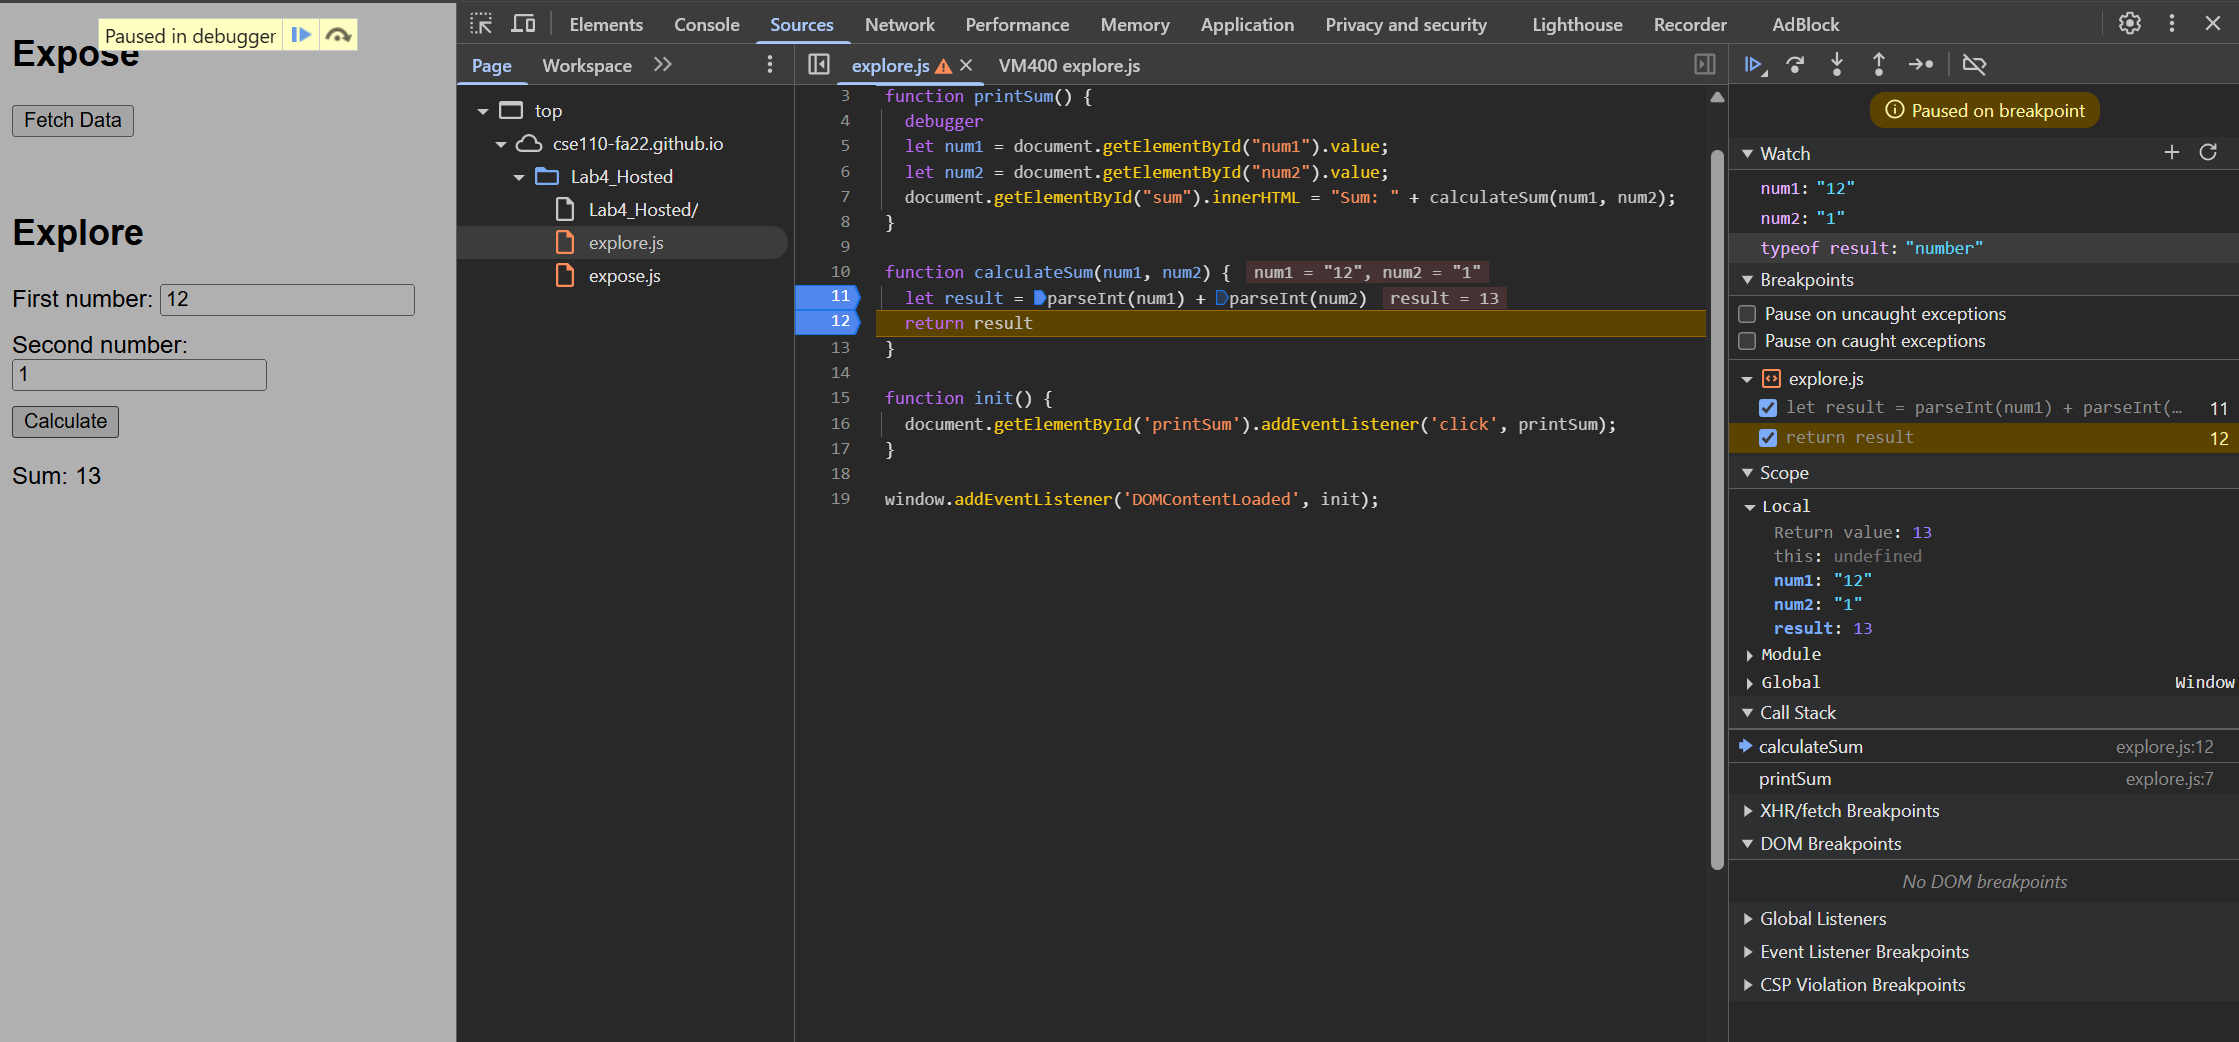 Expose
Paused in debugger
Fetch Data
Explore
First number: 12
Second number:
1
Calculate
Sum: 13
Elements Console Sources Network Performance Memory Application Privacy and security Lighthouse Recorder AdBlock
Page Workspace
top
cse110-fa22.github.io
Lab4_Hosted
Lab4_Hosted/
explore.js
expose.js
explore.js VM400 explore.js
3 function printSum() {
4 debugger
5 let num1 = document.getElementById("num1").value;
6 let num2 = document.getElementById("num2").value;
7 document.getElementById("sum").innerHTML = "Sum: " + calculateSum(num1, num2);
8 }
9
10 function calculateSum(num1, num2) { num1 = "12", num2 = "1"
11 let result = parseInt(num1) + parseInt(num2) result = 13
12 return result
13 }
14
15 function init() {
16 document.getElementById('printSum').addEventListener('click', printSum);
17 }
18
19 window.addEventListener('DOMContentLoaded', init);
Paused on breakpoint
Watch
num1: "12"
num2: "1"
typeof result: "number"
Breakpoints
Pause on uncaught exceptions
Pause on caught exceptions
explore.js
let result = parseInt(num1) + parseInt(… 11
return result 12
Scope
Local
Return value: 13
this: undefined
num1: "12"
num2: "1"
result: 13
Module
Global Window
Call Stack
calculateSum explore.js:12
printSum explore.js:7
XHR/fetch Breakpoints
DOM Breakpoints
No DOM breakpoints
Global Listeners
Event Listener Breakpoints
CSP Violation Breakpoints